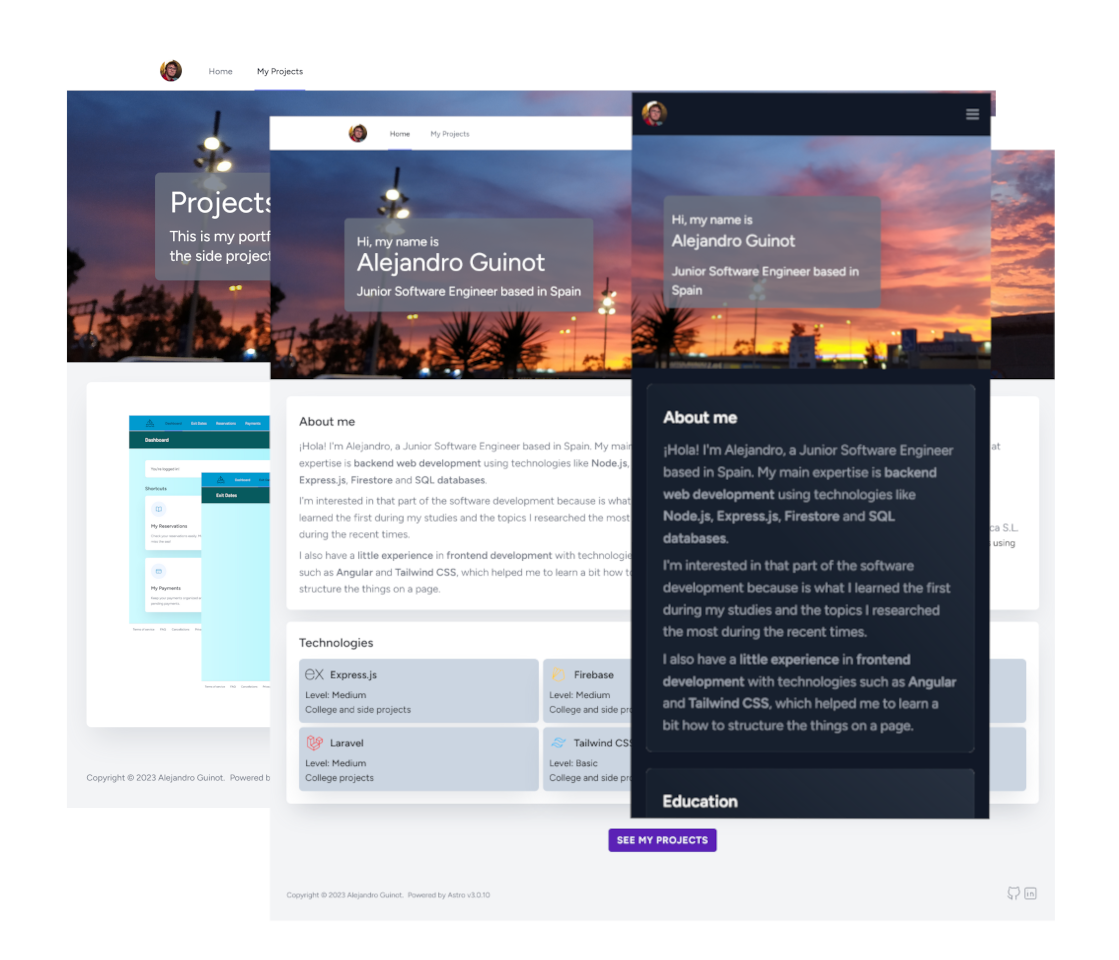 Home My Projects
Projects
This is my portf
the side project
Dashboard Exit Dates Reservations Payments
Dashboard
You're logged in!
Shortcuts
My Reservations
My Payments
Dashboard
Exit Dates
Copyright © 2023 Alejandro Guinot. Powered b
Home My Projects
Hi, my name is
Alejandro Guinot
Junior Software Engineer based in Spain
About me
¡Hola! I'm Alejandro, a Junior Software Engineer based in Spain. My main
expertise is backend web development using technologies like Node.js,
Express.js, Firestore and SQL databases.
I'm interested in that part of the software development because is what
learned the first during my studies and the topics I researched the most
during the recent times.
I also have a little experience in frontend development with technologie
such as Angular and Tailwind CSS, which helped me to learn a bit how to
structure the things on a page.
at
ca S.L.
using
Technologies
Express.js
Level: Medium
College and side projects
Firebase
Level: Medium
College and side pro
Laravel
Level: Medium
College projects
Tailwind CSS
Level: Basic
College and side pro
SEE MY PROJECTS
Copyright © 2023 Alejandro Guinot. Powered by Astro v3.0.10
Hi, my name is
Alejandro Guinot
Junior Software Engineer based in
Spain
About me
¡Hola! I'm Alejandro, a Junior Software Engineer
based in Spain. My main expertise is backend
web development using technologies like
Node.js, Express.js, Firestore and SQL
databases.
I'm interested in that part of the software
development because is what I learned the first
during my studies and the topics I researched
the most during the recent times.
I also have a little experience in frontend
development with technologies such as Angular
and Tailwind CSS, which helped me to learn a
bit how to structure the things on a page.
Education